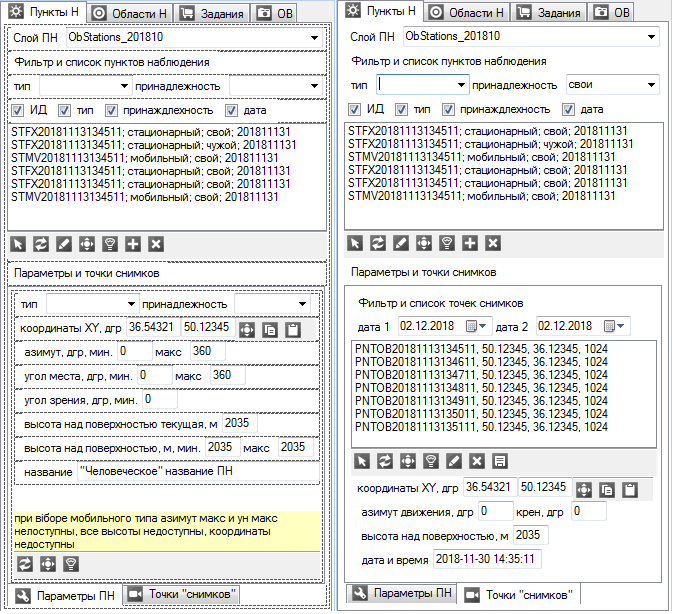 Пункты Н
Области Н
Задания
ОВ
Слой ПН
ObStations_201810
Фильтр и список пунктов наблюдения
тип
принадлежность
ИД
тип
принаждлехность
дата
STFX20181113134511; стационарный; свой; 201811131
STFX20181113134511; стационарный; чужой; 201811131
STMV20181113134511; мобильный; свой; 201811131
STFX20181113134511; стационарный; свой; 201811131
STFX20181113134511; стационарный; свой; 201811131
STMV20181113134511; мобильный; свой; 201811131
Параметры и точки снимков
тип
принадлежность
координаты XY, дгр
36.54321
50.12345
азимут, дгр, мин.
0
макс
360
угол места, дгр, мин.
0
макс
360
угол зрения, дгр, мин.
0
высота над поверхностью текущая, м
2035
высота над поверхностью, м, мин.
2035
макс
2035
название
"Человеческое" название ПН
при віборе мобильного типа азимут макс и ун макс
нелоступны, все высоты недоступны, координаты
недоступны
Параметры ПН
Точки "снимков"
Пункты Н
Области Н
Задания
ОВ
Слой ПН
ObStations_201810
Фильтр и список пунктов наблюдения
тип
принадлежность
свои
ИД
тип
принаждлехность
дата
STFX20181113134511; стационарный; свой; 201811131
STFX20181113134511; стационарный; чужой; 201811131
STMV20181113134511; мобильный; свой; 201811131
STFX20181113134511; стационарный; свой; 201811131
STFX20181113134511; стационарный; свой; 201811131
STMV20181113134511; мобильный; свой; 201811131
Параметры и точки снимков
Фильтр и список точек снимков
дата 1
02.12.2018
дата 2
02.12.2018
PNTOB20181113134511, 50.12345, 36.12345, 1024
PNTOB20181113134611, 50.12345, 36.12345, 1024
PNTOB20181113134711, 50.12345, 36.12345, 1024
PNTOB20181113134811, 50.12345, 36.12345, 1024
PNTOB20181113134911, 50.12345, 36.12345, 1024
PNTOB20181113135011, 50.12345, 36.12345, 1024
PNTOB20181113135111, 50.12345, 36.12345, 1024
координаты XY, дгр
36.54321
50.12345
азимут движения, дгр
0
крен, дгр
0
высота над поверхностью, м
2035
дата и время
2018-11-30 14:35:11
Параметры ПН
Точки "снимков"